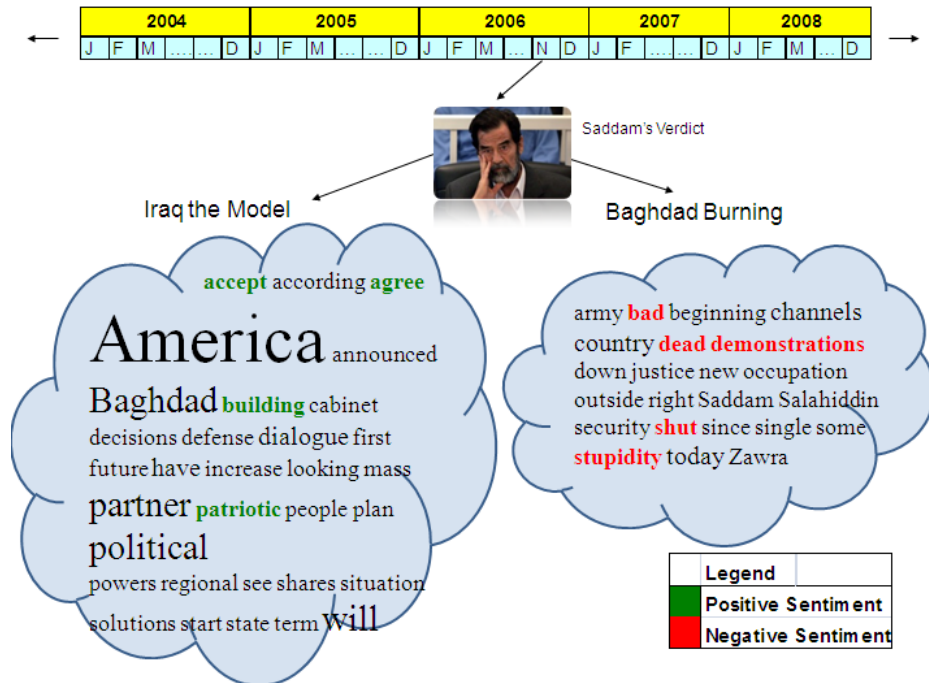 2004 2005 2006 2007 2008
J F M .... ... D J F M ... ... D J F M ... N D J F .... ... D J F M ... D
Saddam's Verdict
Iraq the Model
accept according agree
America announced
Baghdad building cabinet
decisions defense dialogue first
future have increase looking mass
partner patriotic people plan
political
powers regional see shares situation
solutions start state term will
Baghdad Burning
army bad beginning channels
country dead demonstrations
down justice new occupation
outside right Saddam Salahiddin
security shut since single some
stupidity today Zawra
Legend
Positive Sentiment
Negative Sentiment